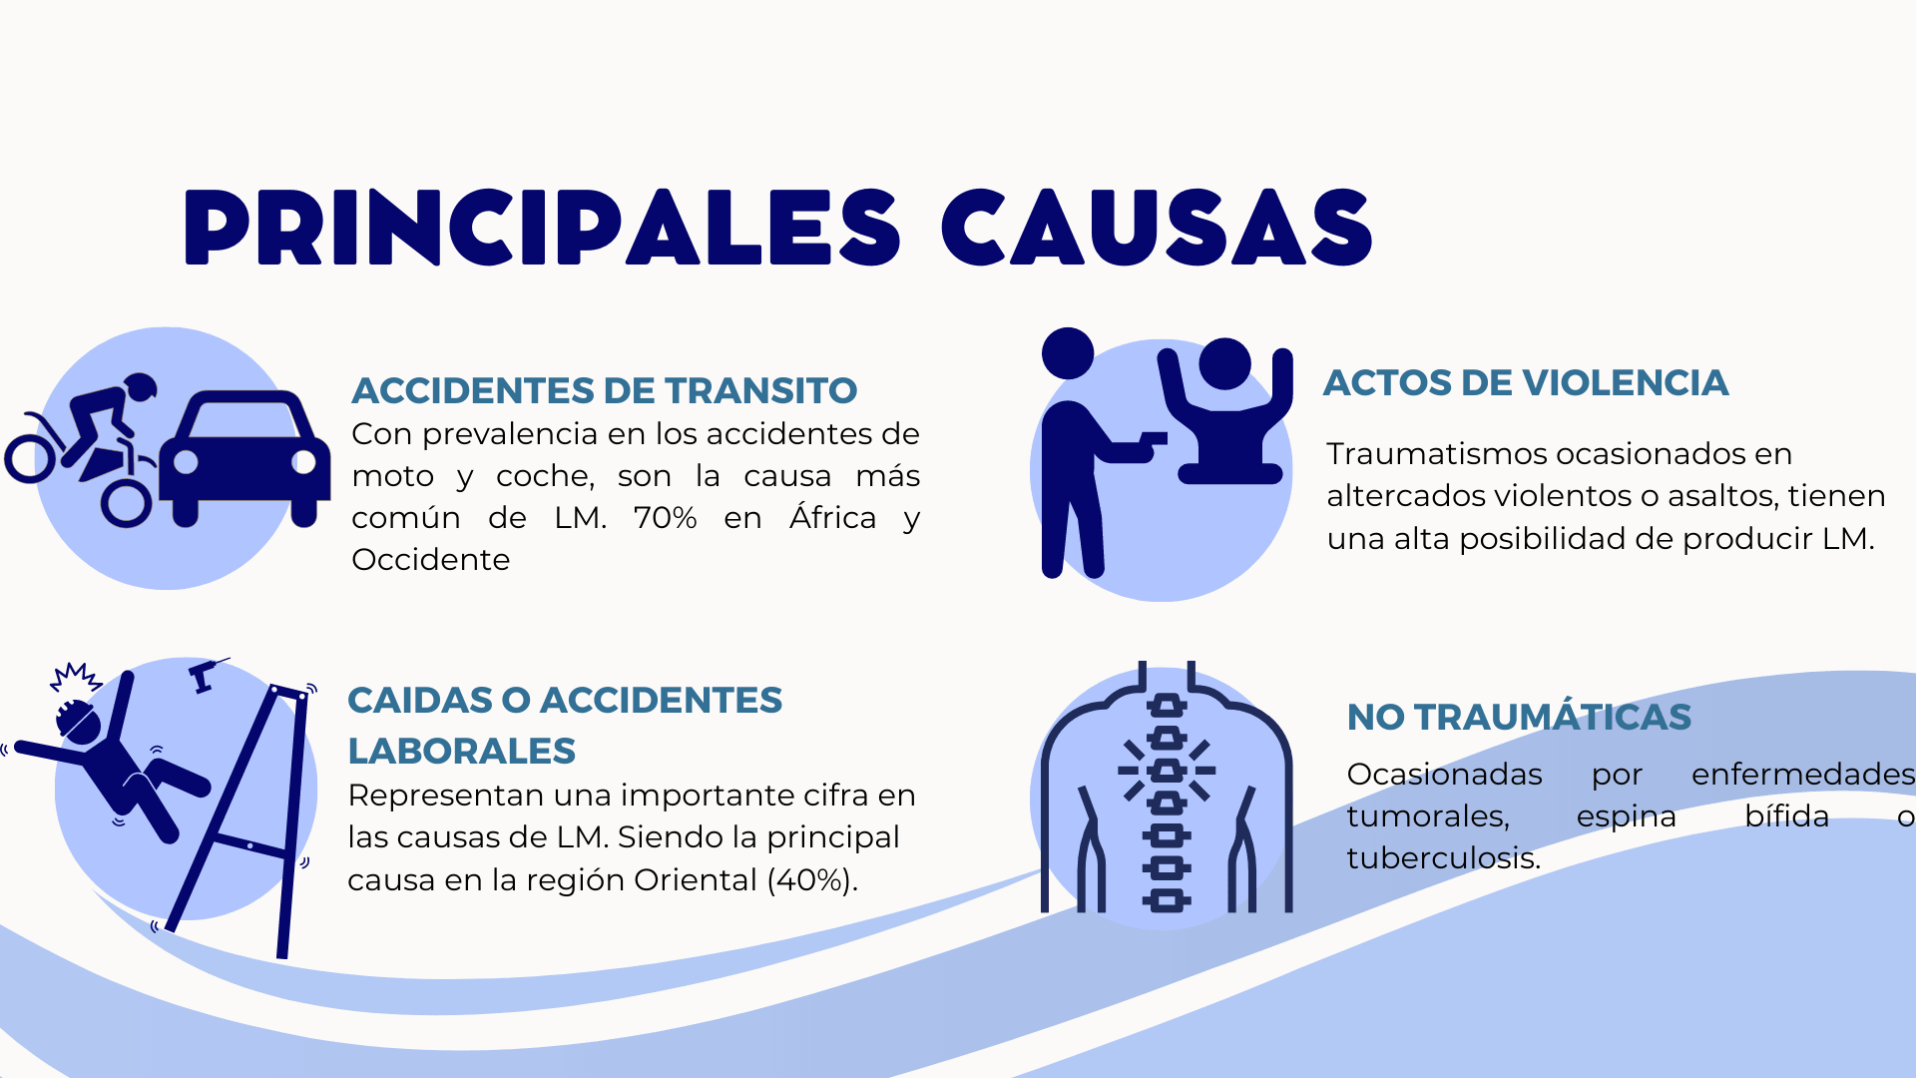 PRINCIPALES CAUSAS
ACCIDENTES DE TRANSITO
Con prevalencia en los accidentes de
moto y coche, son la causa más
común de LM. 70% en África y
Occidente
ACTOS DE VIOLENCIA
Traumatismos ocasionados en
altercados violentos o asaltos, tienen
una alta posibilidad de producir LM.
CAIDAS O ACCIDENTES
LABORALES
Representan una importante cifra en
las causas de LM. Siendo la principal
causa en la región Oriental (40%).
NO TRAUMÁTICAS
Ocasionadas por enfermedades
tumorales, espina bífida o
tuberculosis.